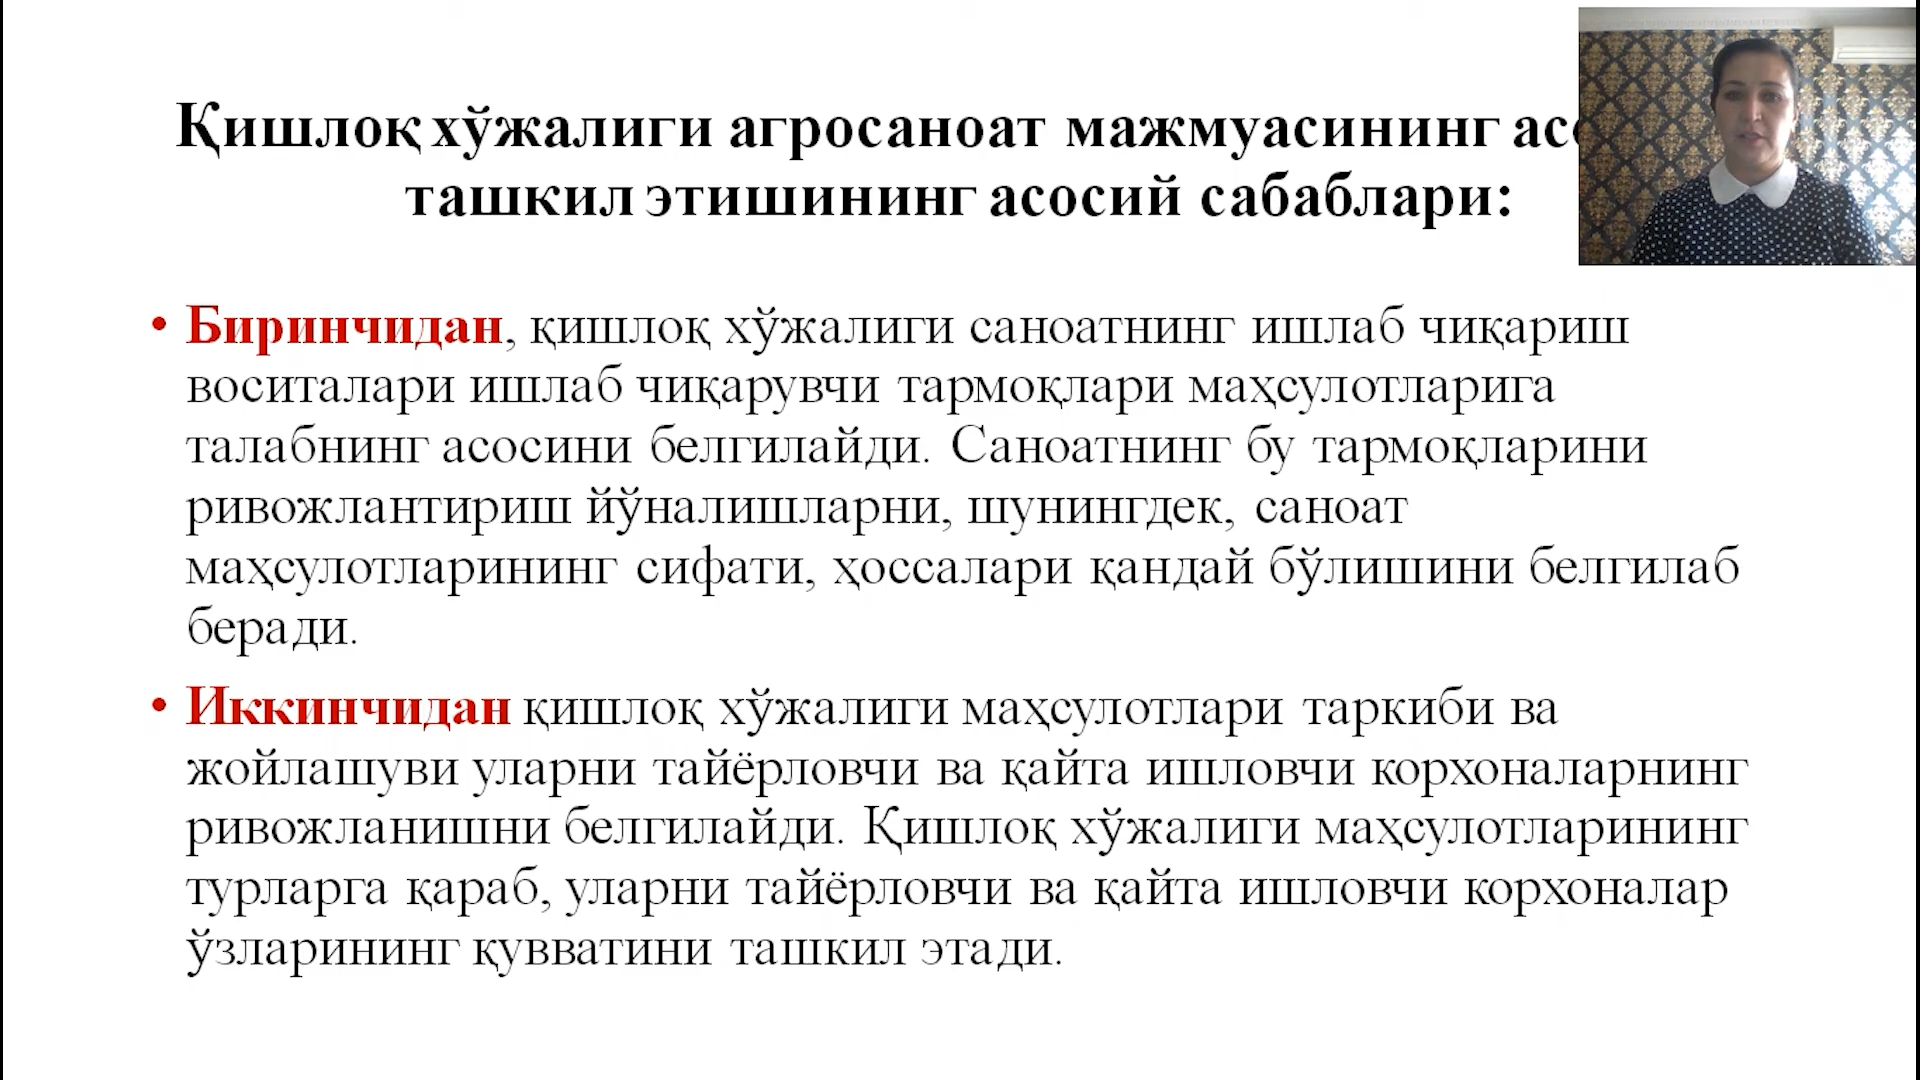 Қишлоқ хўжалиги агросаноат мажмуасининг
ташкил этишининг асосий сабаблари:
• Биринчидан, қишлоқ хўжалиги саноатнинг ишлаб чиқариш
воситалари ишлаб чиқарувчи тармоқлари маҳсулотларига
талабнинг асосини белгилайди. Саноатнинг бу тармоқларини
ривожлантириш йўналишларни, шунингдек, саноат
маҳсулотларининг сифати, ҳоссалари қандай бўлишини белгилаб
беради.
• Иккинчидан қишлоқ хўжалиги маҳсулотлари таркиби ва
жойлашуви уларни тайёрловчи ва қайта ишловчи корхоналарнинг
ривожланишни белгилайди. Қишлоқ хўжалиги маҳсулотларининг
турларга қараб, уларни тайёрловчи ва қайта ишловчи корхоналар
ўзларининг қувватини ташкил этади.